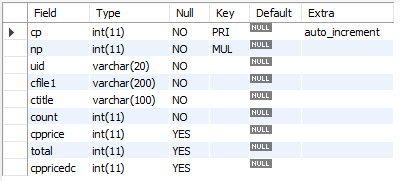 Field Type Null Key Default Extra
cp int(11) NO PRI NULL auto_increment
np int(11) NO MUL NULL
uid varchar(20) NO NULL
cfile1 varchar(200) NO NULL
ctitle varchar(100) NO NULL
count int(11) NO NULL
cpprice int(11) YES NULL
total int(11) YES NULL
cppricedc int(11) YES NULL